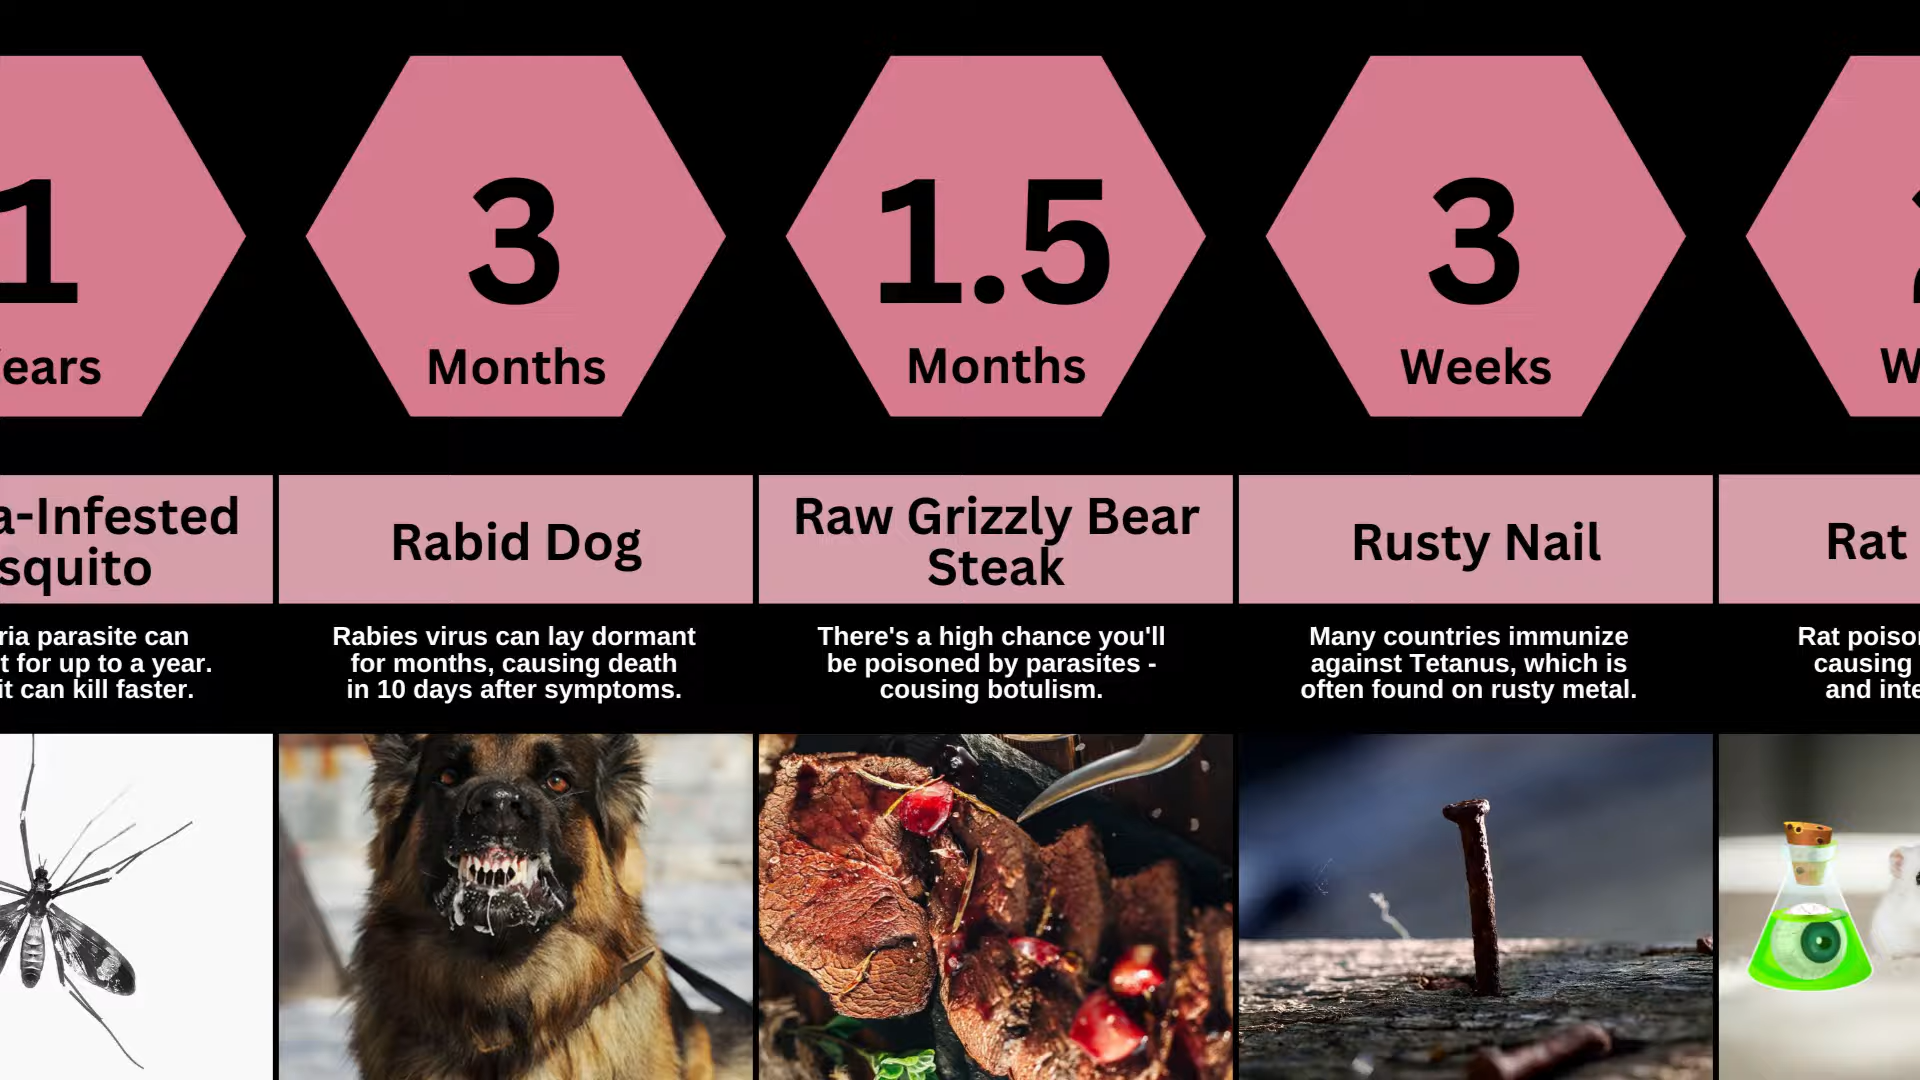 1
ears
a-Infested
squito
ria parasite can
t for up to a year.
it can kill faster.
3
Months
Rabid Dog
Rabies virus can lay dormant
for months, causing death
in 10 days after symptoms.
1.5
Months
Raw Grizzly Bear
Steak
There's a high chance you'll
be poisoned by parasites -
cousing botulism.
3
Weeks
Rusty Nail
Many countries immunize
against Tetanus, which is
often found on rusty metal.
2
W
Rat
Rat poison
causing
and inte